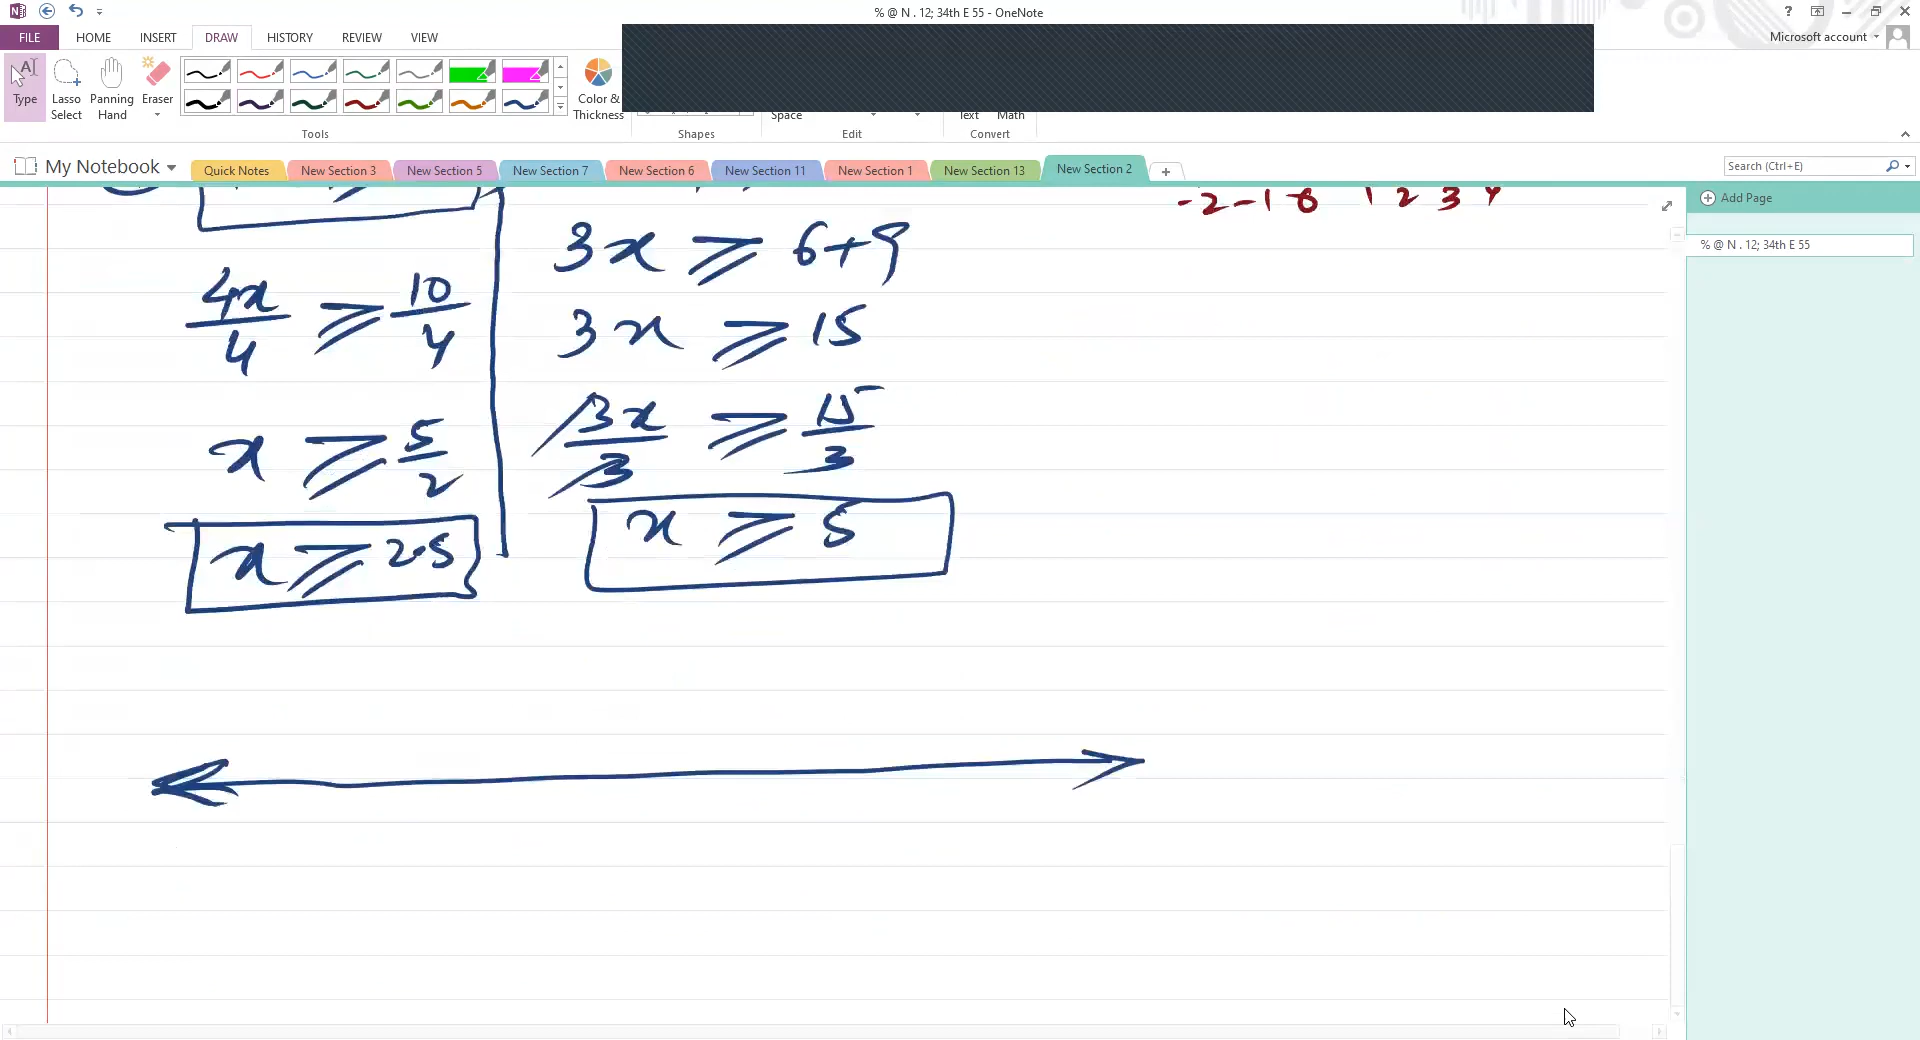 % @ N . 12; 34th E 55 - OneNote
?
Microsoft account
FILE HOME INSERT DRAW HISTORY REVIEW VIEW
Type
Lasso Select
Panning Hand
Eraser
Color & Thickness
Space
Text
Math
Tools
Shapes
Edit
Convert
My Notebook
Quick Notes
New Section 3
New Section 5
New Section 7
New Section 6
New Section 11
New Section 1
New Section 13
New Section 2
Search (Ctrl+E)
Add Page
% @ N . 12; 34th E 55
-2 -1 0 1 2 3 4
4x/4 ≥ 10/4
x ≥ 5/2
x ≥ 2.5
3x ≥ 6+9
3x ≥ 15
3x/3 ≥ 15/3
x ≥ 5